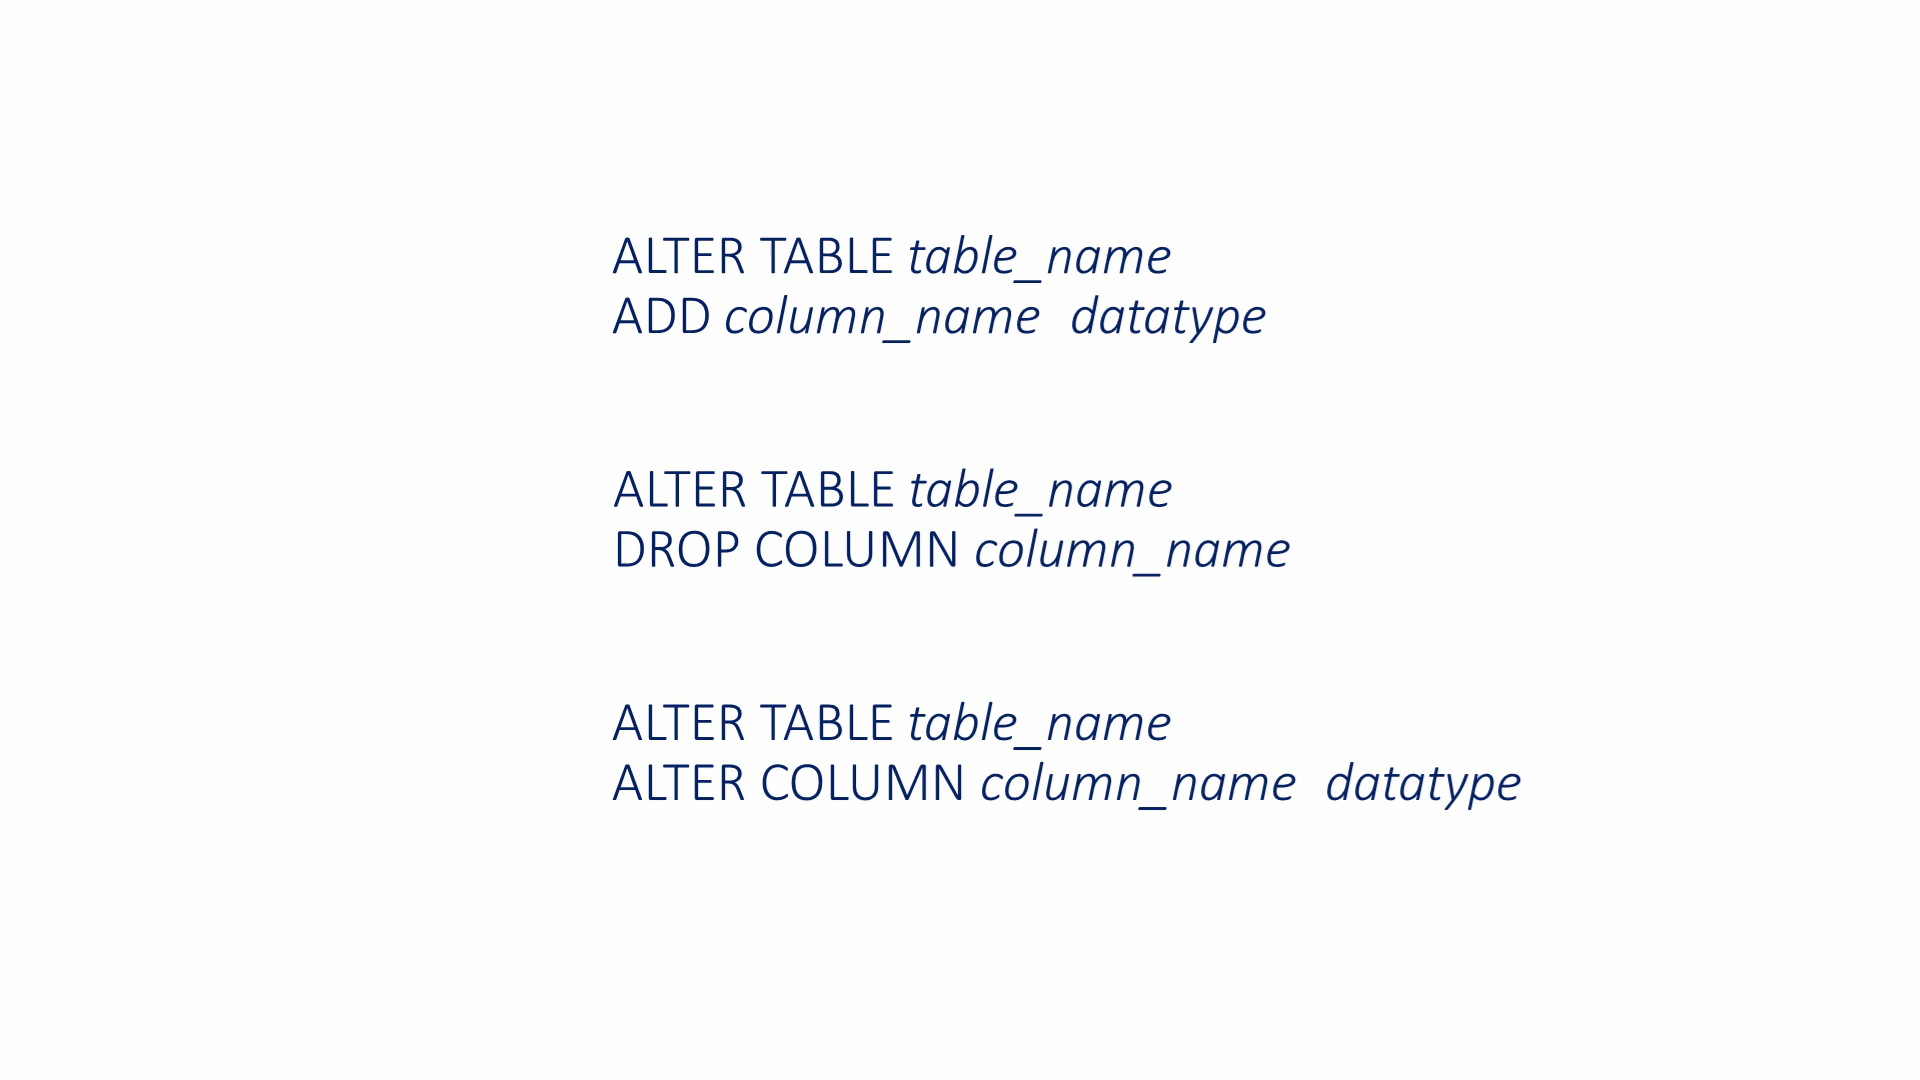 ALTER TABLE table_name
ADD column_name datatype
ALTER TABLE table_name
DROP COLUMN column_name
ALTER TABLE table_name
ALTER COLUMN column_name datatype